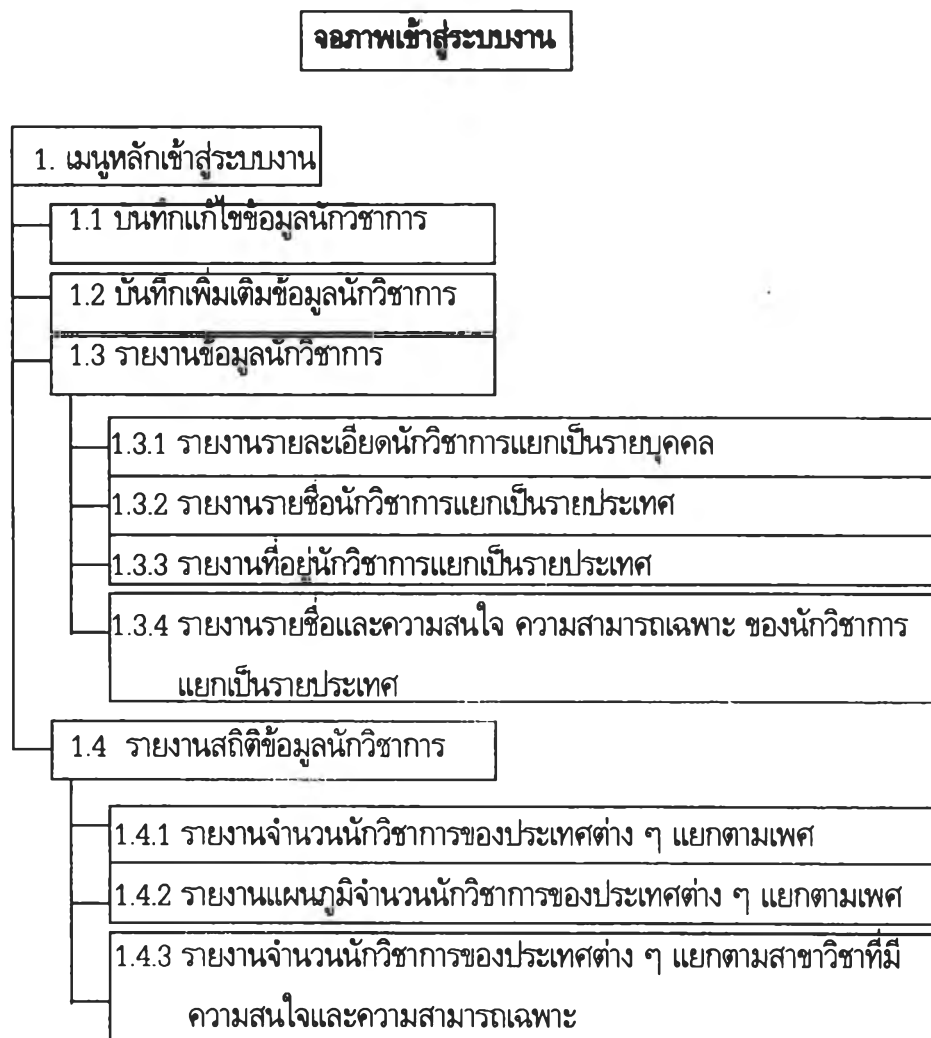 จอภาพเข้าสู่ระบบงาน
1. เมนูหลักเข้าสู่ระบบงาน
1.1 บันทึกแก้ไขข้อมูลนักวิชาการ
1.2 บันทึกเพิ่มเติมข้อมูลนักวิชาการ
1.3 รายงานข้อมูลนักวิชาการ
1.3.1 รายงานรายละเอียดนักวิชาการแยกเป็นรายบุคคล
1.3.2 รายงานรายชื่อนักวิชาการแยกเป็นรายประเทศ
1.3.3 รายงานที่อยู่นักวิชาการแยกเป็นรายประเทศ
1.3.4 รายงานรายชื่อและความสนใจ ความสามารถเฉพาะ ของนักวิชาการ
แยกเป็นรายประเทศ
1.4 รายงานสถิติข้อมูลนักวิชาการ
1.4.1 รายงานจำนวนนักวิชาการของประเทศต่าง ๆ แยกตามเพศ
1.4.2 รายงานแผนภูมิจำนวนนักวิชาการของประเทศต่าง ๆ แยกตามเพศ
1.4.3 รายงานจำนวนนักวิชาการของประเทศต่าง ๆ แยกตามสาขาวิชาที่มี
ความสนใจและความสามารถเฉพาะ